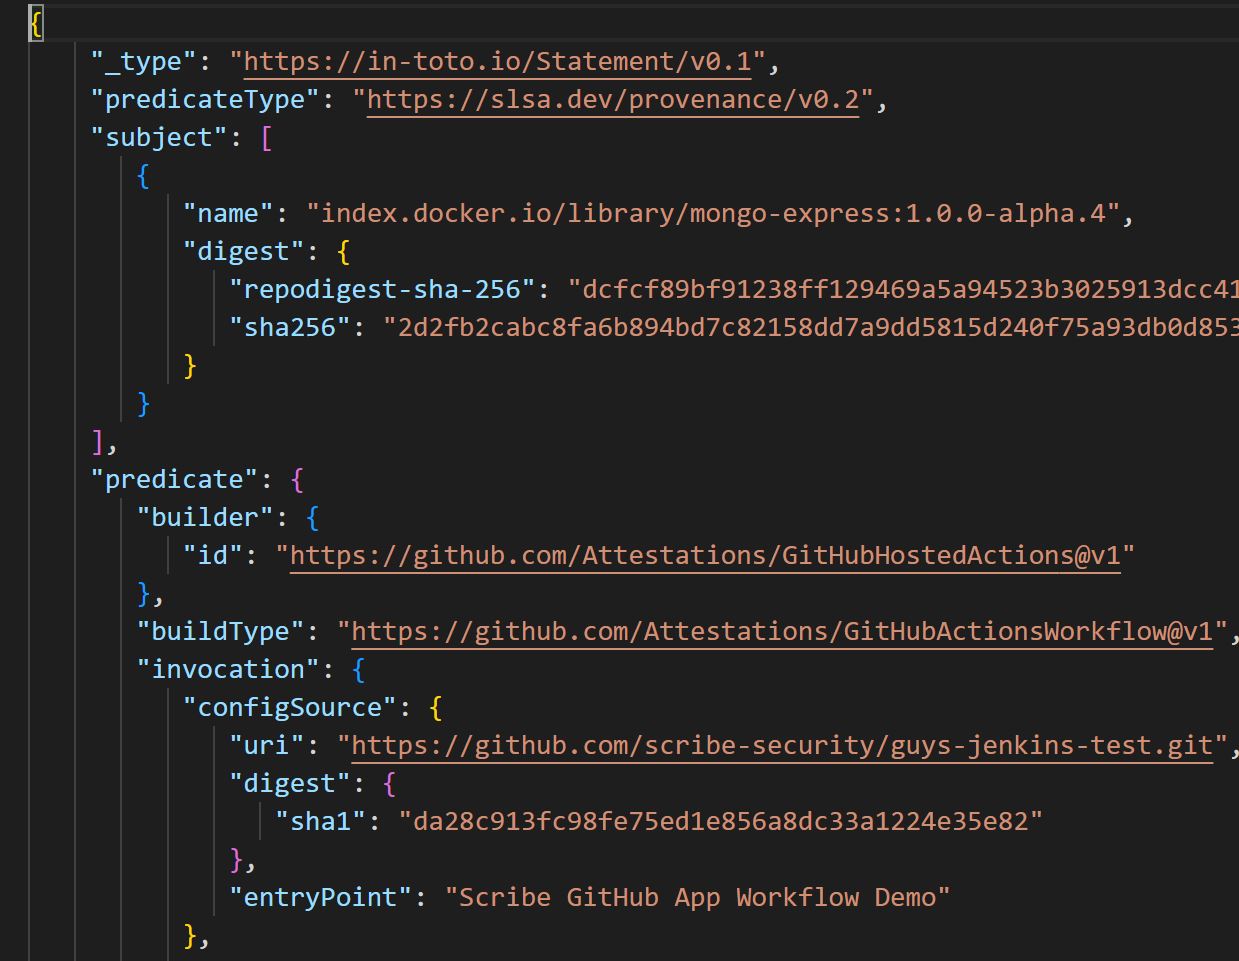 {
"_type": "https://in-toto.io/Statement/v0.1",
"predicateType": "https://slsa.dev/provenance/v0.2",
"subject": [
{
"name": "index.docker.io/library/mongo-express:1.0.0-alpha.4",
"digest": {
"repodigest-sha-256": "dcfcf89bf91238ff129469a5a94523b3025913dcc41
"sha256": "2d2fb2cabc8fa6b894bd7c82158dd7a9dd5815d240f75a93db0d853
}
}
],
"predicate": {
"builder": {
"id": "https://github.com/Attestations/GitHubHostedActions@v1"
},
"buildType": "https://github.com/Attestations/GitHubActionsWorkflow@v1",
"invocation": {
"configSource": {
"uri": "https://github.com/scribe-security/guys-jenkins-test.git",
"digest": {
"sha1": "da28c913fc98fe75ed1e856a8dc33a1224e35e82"
},
"entryPoint": "Scribe GitHub App Workflow Demo"
},